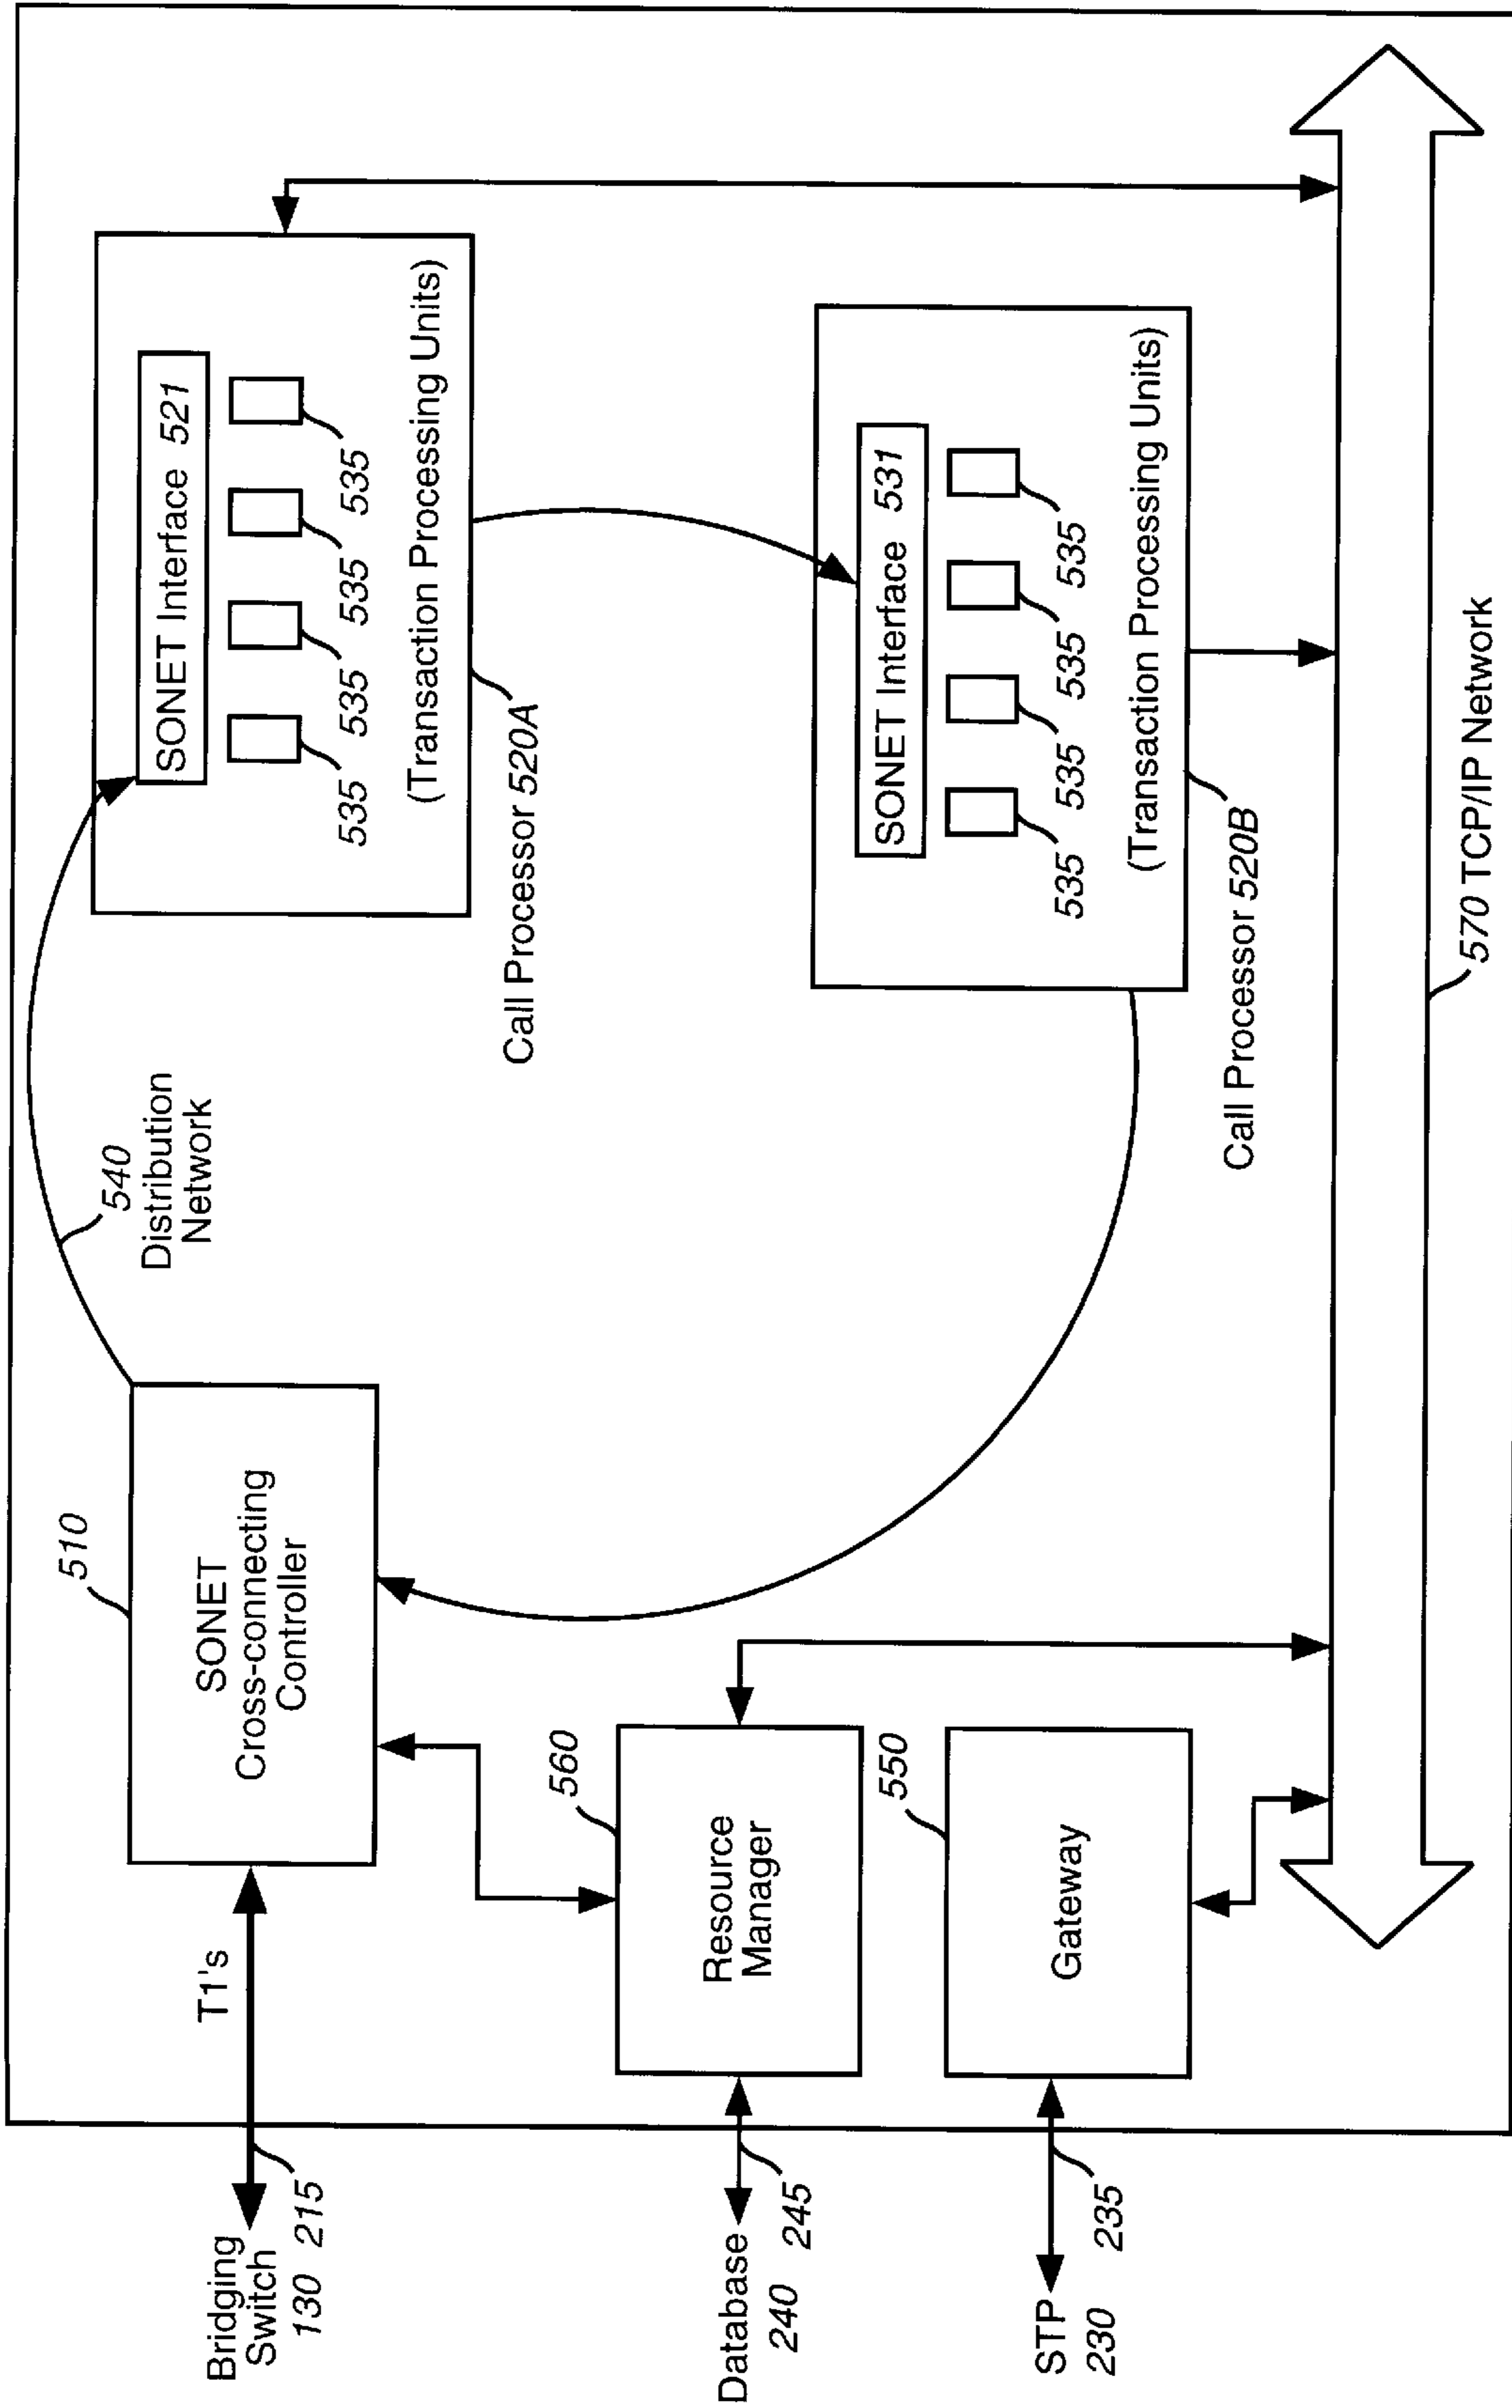 Bridging
Switch
130
215
T1's
510
SONET
Cross-connecting
Controller
540
Distribution
Network
SONET Interface 521
535
535
535
535
(Transaction Processing Units)
Call Processor 520A
Database
240
245
560
Resource
Manager
SONET Interface 531
535
535
535
535
(Transaction Processing Units)
Call Processor 520B
STP
230
235
550
Gateway
570 TCP/IP Network